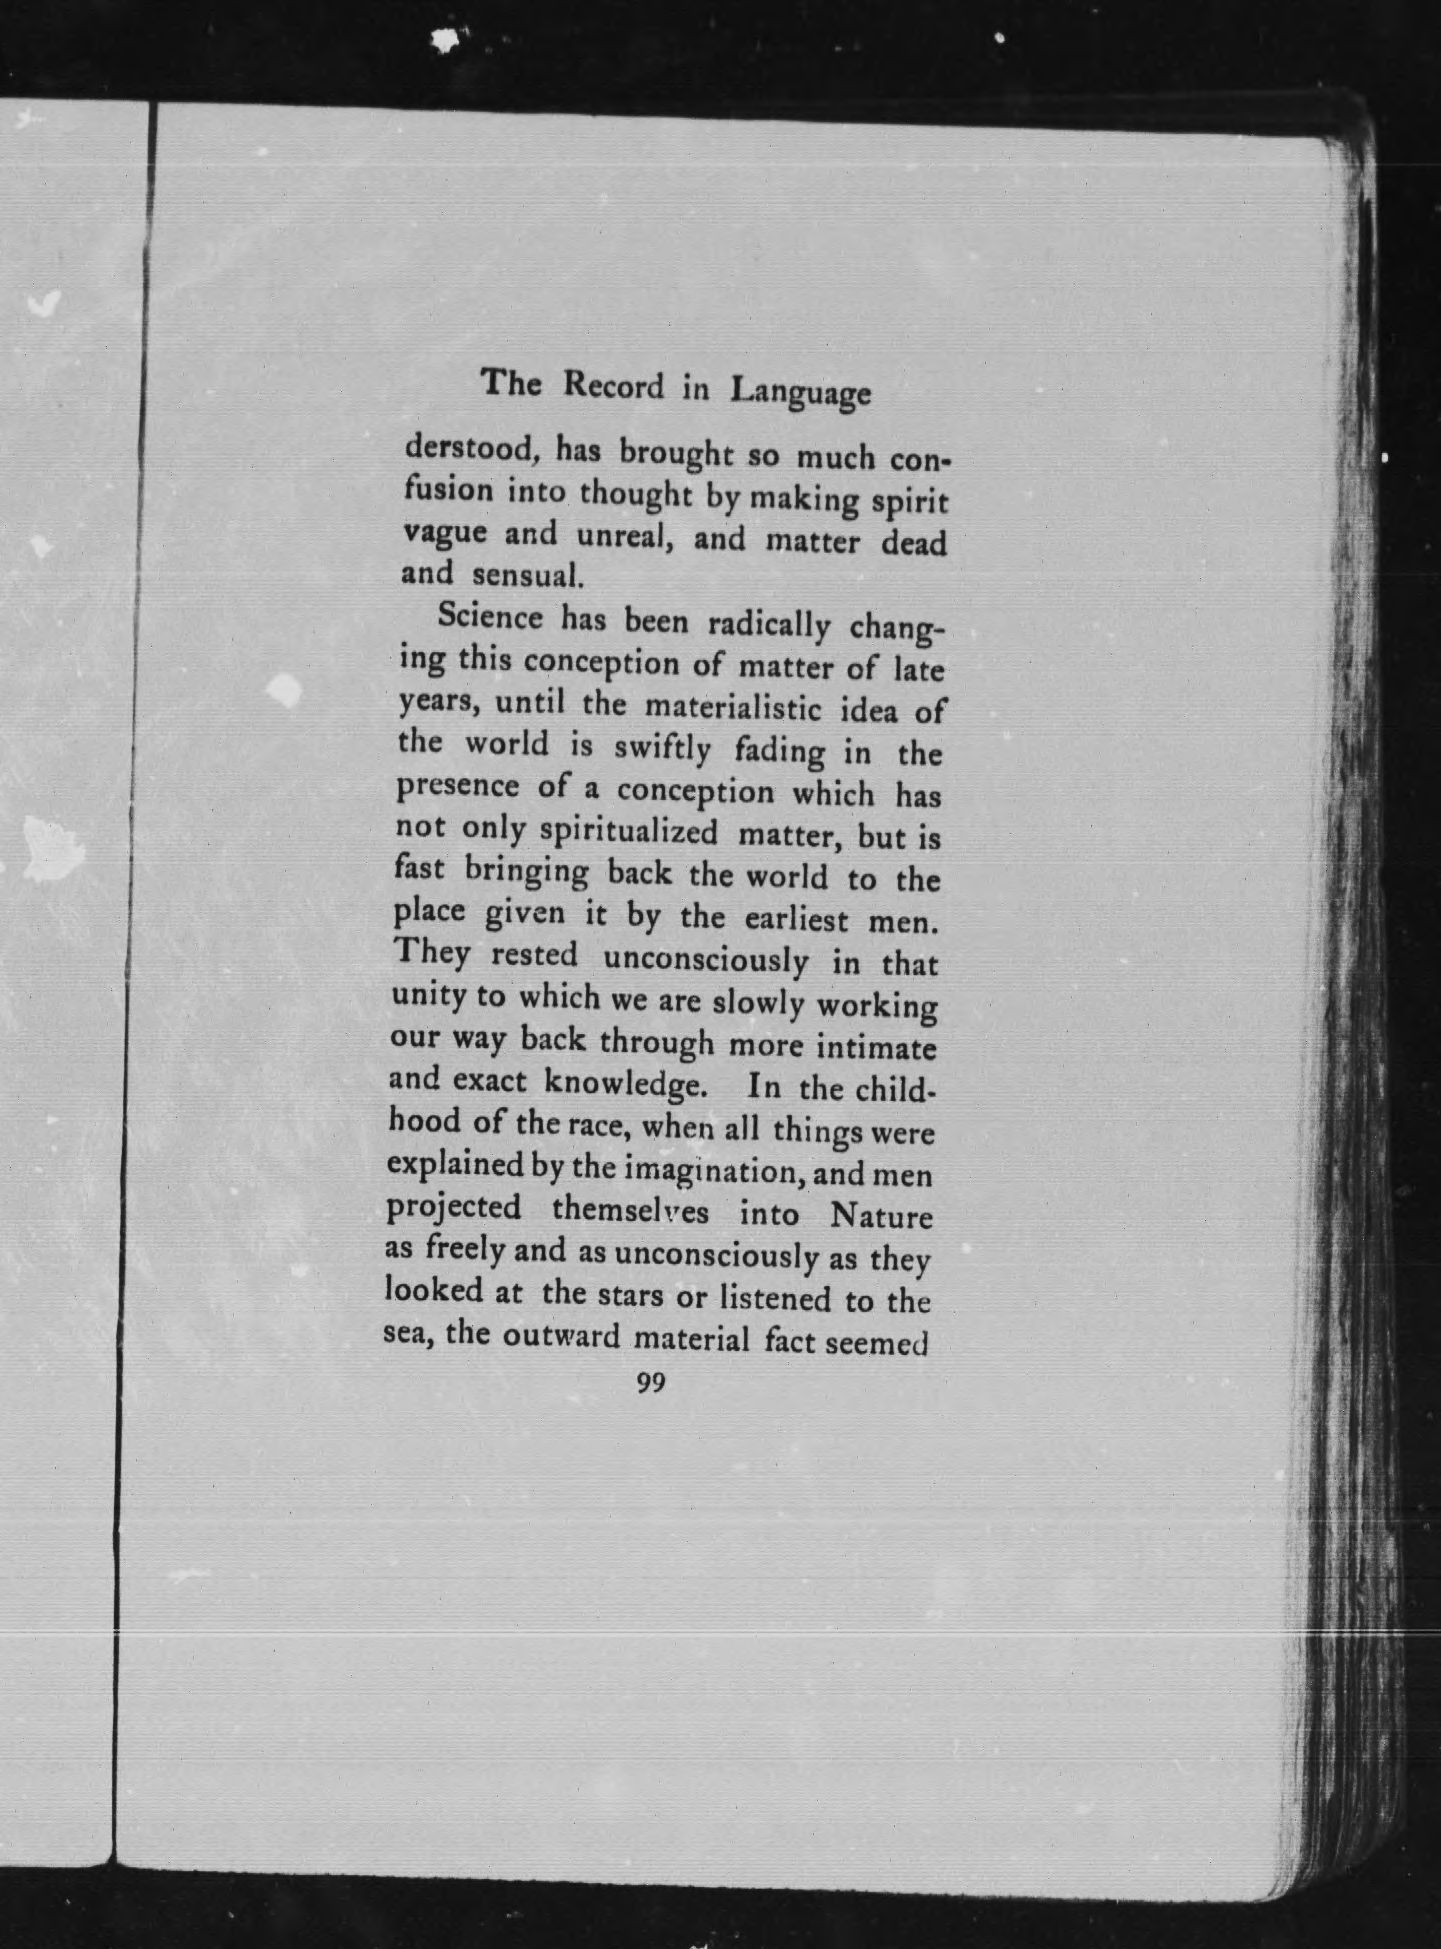 The Record in Language
derstood, has brought so much con-
fusion into thought by making spirit
vague and unreal, and matter dead
and sensual.
Science has been radically chang-
ing this conception of matter of late
years, until the materialistic idea of
the world is swiftly fading in the
presence of a conception which has
not only spiritualized matter, but is
fast bringing back the world to the
place given it by the earliest men.
They rested unconsciously in that
unity to which we are slowly working
our way back through more intimate
and exact knowledge. In the child-
hood of the race, when all things were
explained by the imagination, and men
projected themselves into Nature
as freely and as unconsciously as they
looked at the stars or listened to the
sea, the outward material fact seemed
99